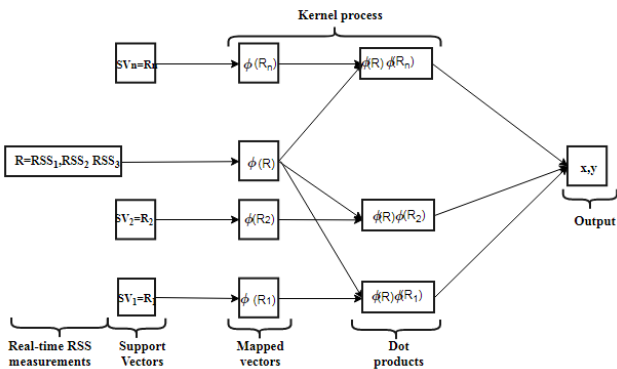 Kernel process
SVn=Rn ϕ(Rₙ) ϕ(R) ϕ(Rₙ)
R=RSS₁,RSS₂ RSS₃ ϕ(R) x,y
SV₂=R₂ ϕ(R2) ϕ(R)ϕ(R₂) Output
SV₁=R₁ ϕ(R1) ϕ(R)ϕ(R₁)
Real-time RSS Support Mapped Dot
measurements Vectors vectors products